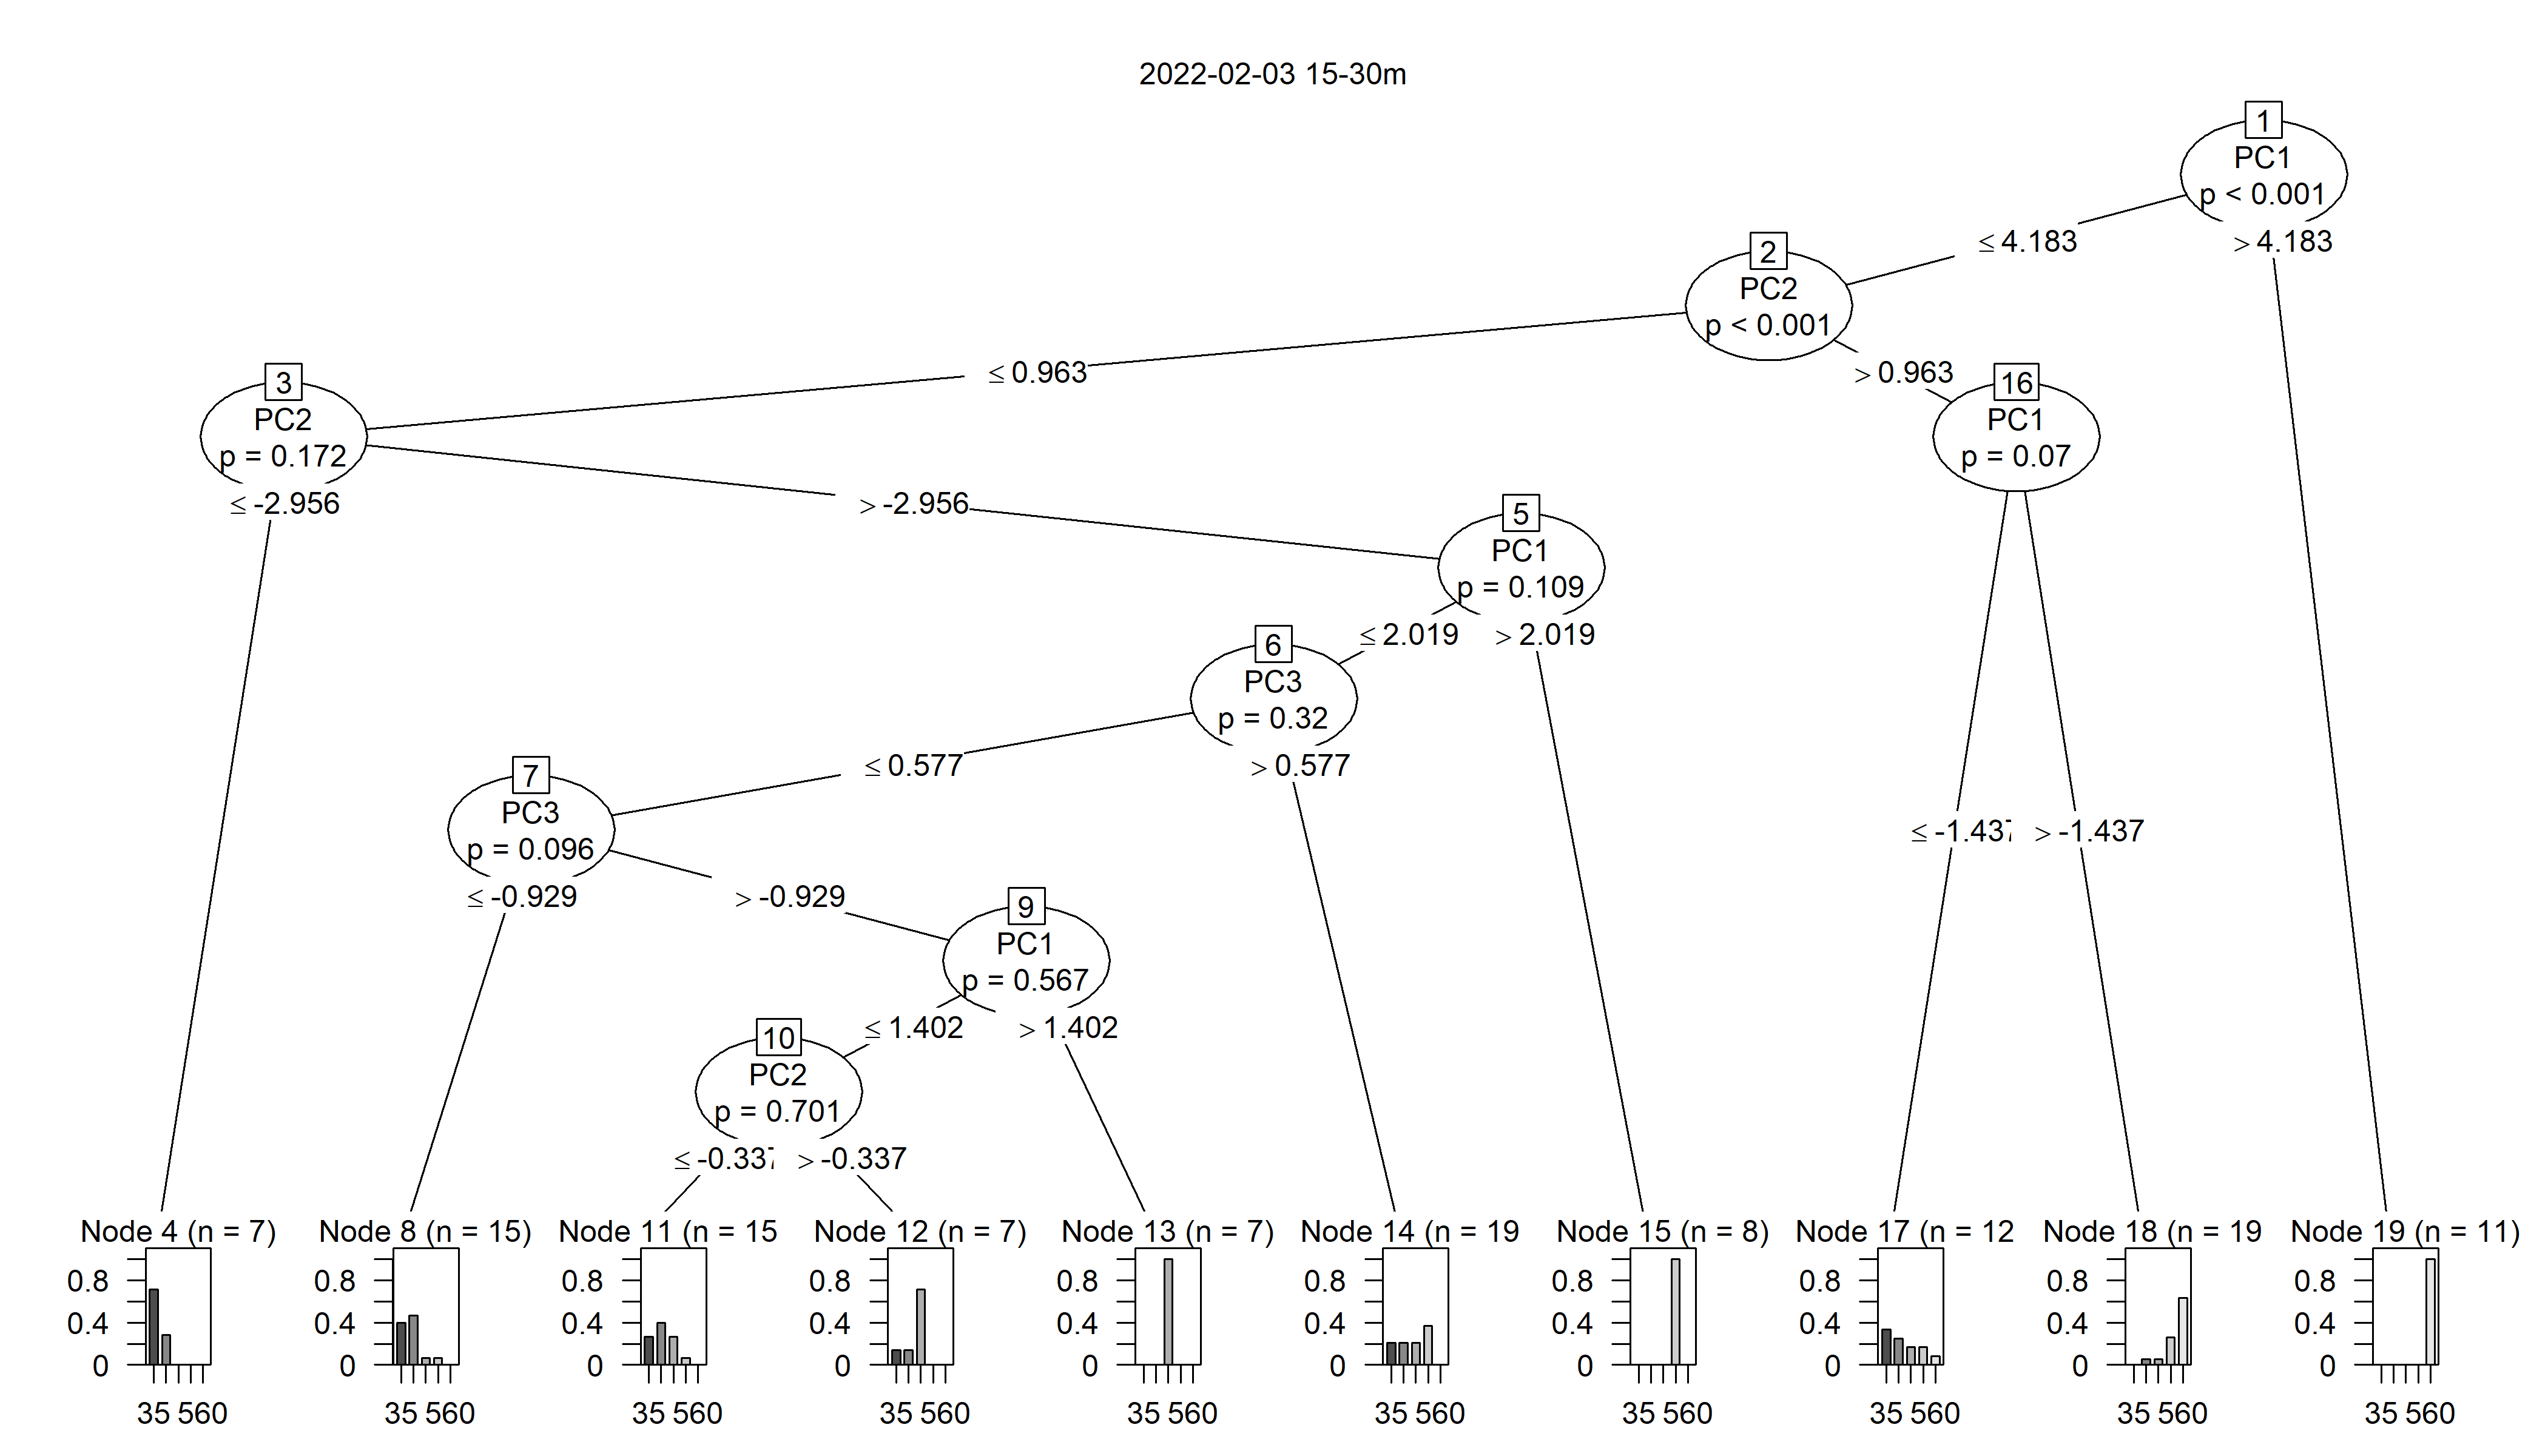 2022-02-03 15-30m
1
PC1
p < 0.001
≤ 4.183
> 4.183
2
PC2
p < 0.001
≤ 0.963
> 0.963
3
PC2
p = 0.172
≤ -2.956
> -2.956
16
PC1
p = 0.07
≤ -1.437
> -1.437
5
PC1
p = 0.109
≤ 2.019
> 2.019
6
PC3
p = 0.32
≤ 0.577
> 0.577
7
PC3
p = 0.096
≤ -0.929
> -0.929
9
PC1
p = 0.567
≤ 1.402
> 1.402
10
PC2
p = 0.701
≤ -0.337
> -0.337
Node 4 (n = 7)
0.8
0.4
0
35 560
Node 8 (n = 15)
0.8
0.4
0
35 560
Node 11 (n = 15
0.8
0.4
0
35 560
Node 12 (n = 7)
0.8
0.4
0
35 560
Node 13 (n = 7)
0.8
0.4
0
35 560
Node 14 (n = 19
0.8
0.4
0
35 560
Node 15 (n = 8)
0.8
0.4
0
35 560
Node 17 (n = 12
0.8
0.4
0
35 560
Node 18 (n = 19
0.8
0.4
0
35 560
Node 19 (n = 11)
0.8
0.4
0
35 560